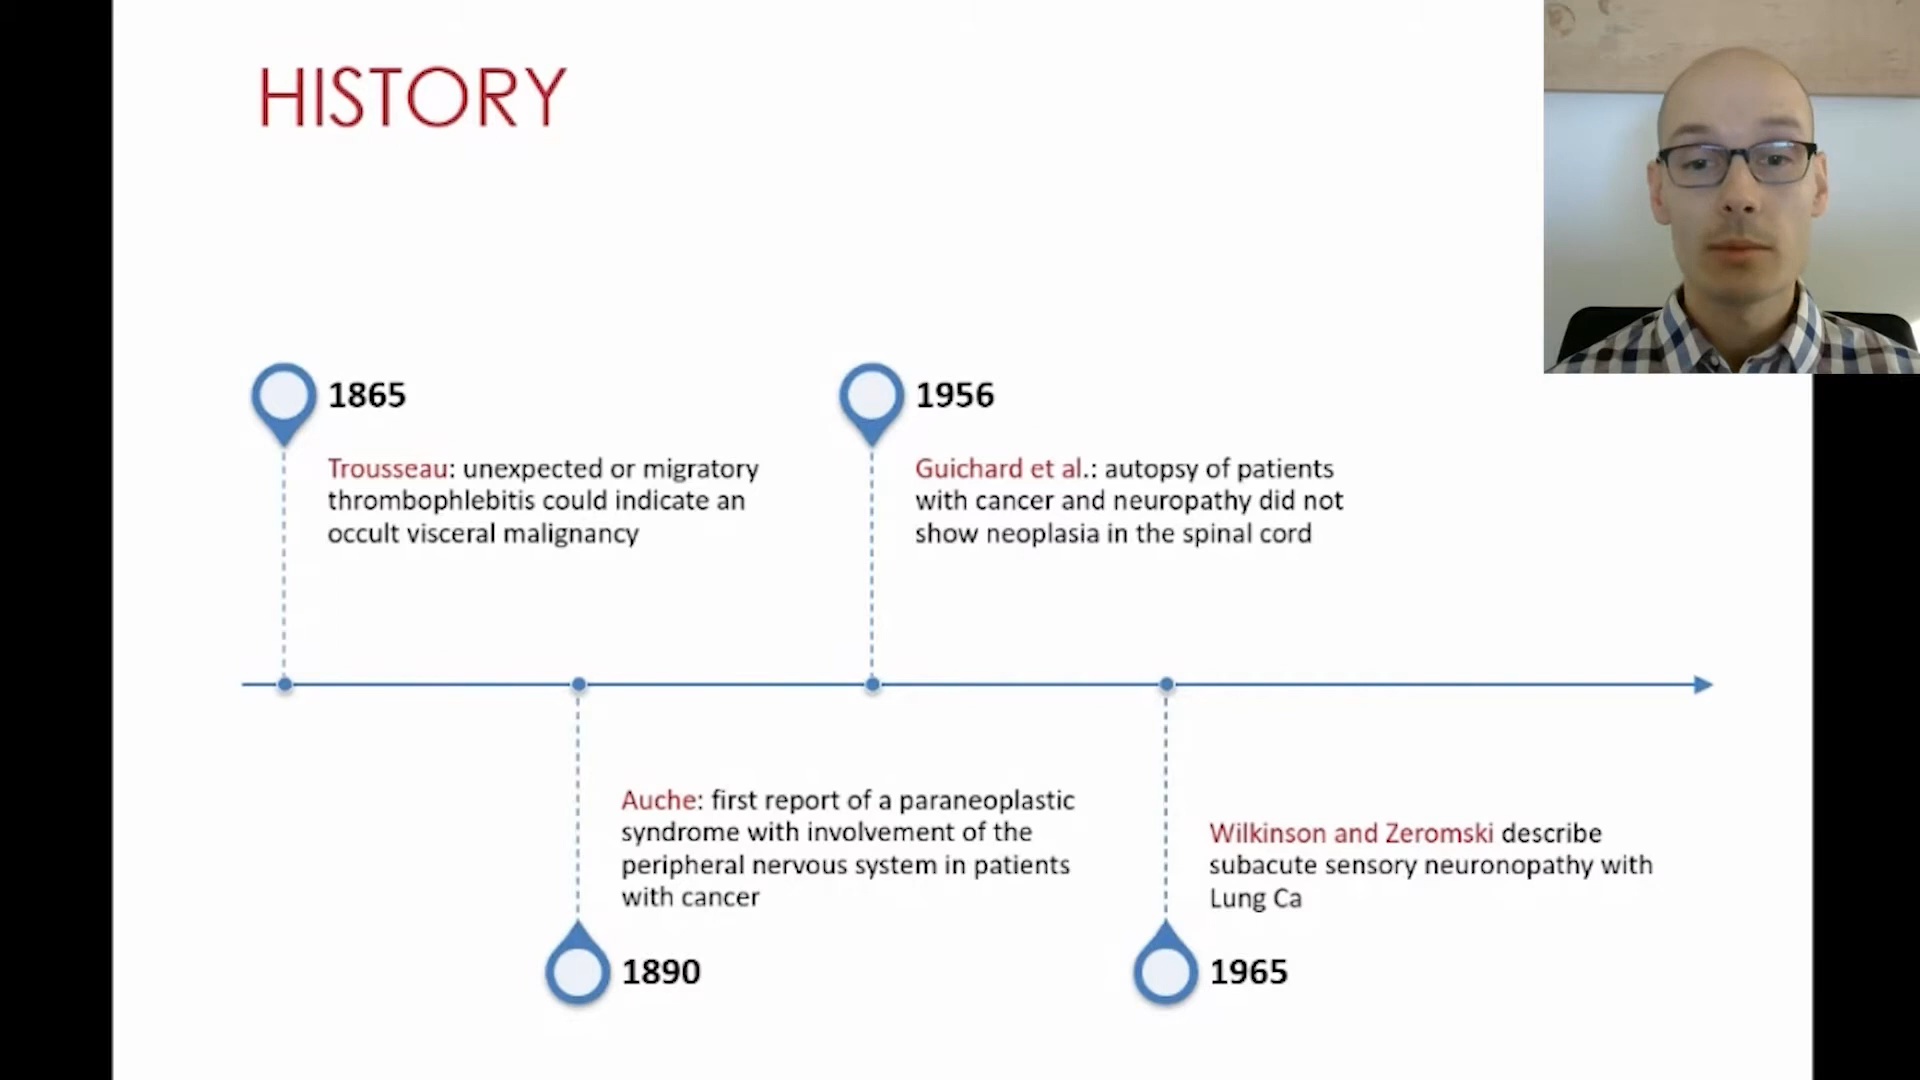 HISTORY
1865
Trousseau: unexpected or migratory
thrombophlebitis could indicate an
occult visceral malignancy
1956
Guichard et al.: autopsy of patients
with cancer and neuropathy did not
show neoplasia in the spinal cord
Auche: first report of a paraneoplastic
syndrome with involvement of the
peripheral nervous system in patients
with cancer
1890
Wilkinson and Zeromski describe
subacute sensory neuronopathy with
Lung Ca
1965